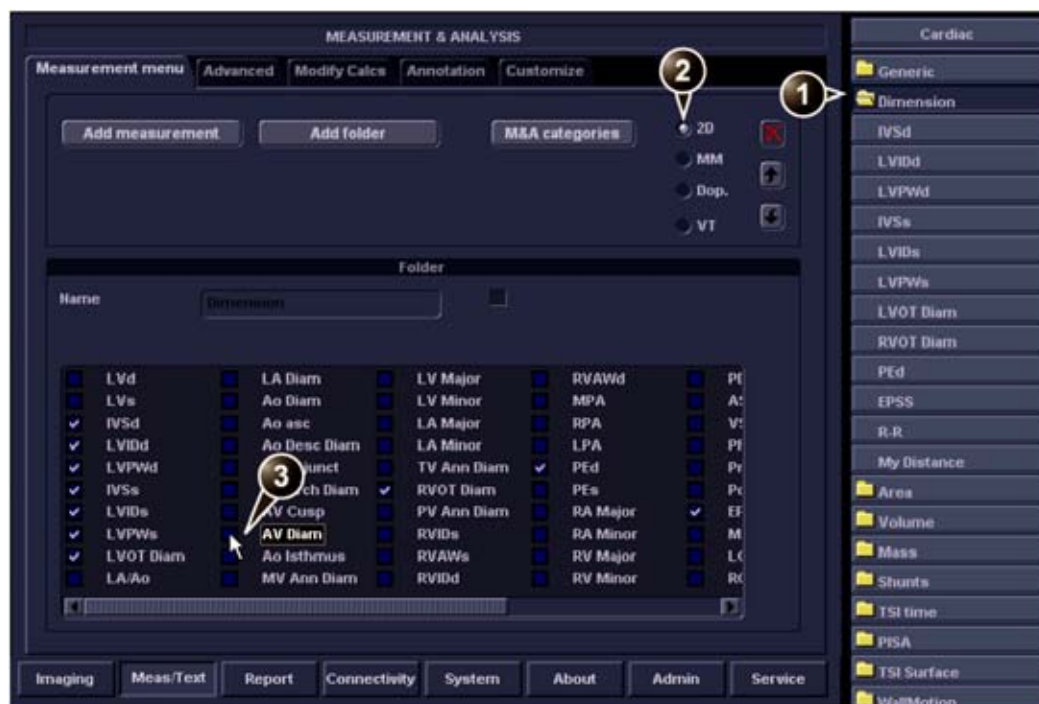 MEASUREMENT & ANALYSIS
Measurement menu Advanced Modify Calcs Annotation Customize
Add measurement Add folder M&A categories
2D
MM
Dop.
VT
Folder
Name Dimension
LVd LA Diam LV Major RVAWd
LVs Ao Diam LV Minor MPA
IVSd Ao asc LA Major RPA
LVIDd Ao Desc Diam LA Minor LPA
LVPWd TV Ann Diam PEd
IVSs Diam RVOT Diam PEs
LVIDs AV Cusp PV Ann Diam RA Major
LVPWs AV Diam RVIDs RA Minor
LVOT Diam Ao Isthmus RVAWs RV Major
LA/Ao MV Ann Diam RVIDd RV Minor
Imaging Meas/Text Report Connectivity System About Admin Service
Cardiac
Generic
Dimension
IVSd
LVIDd
LVPWd
IVSs
LVIDs
LVPWs
LVOT Diam
RVOT Diam
PEd
EPSS
R-R
My Distance
Area
Volume
Mass
Shunts
TSI time
PISA
TSI Surface
WallMotion
1
2
3